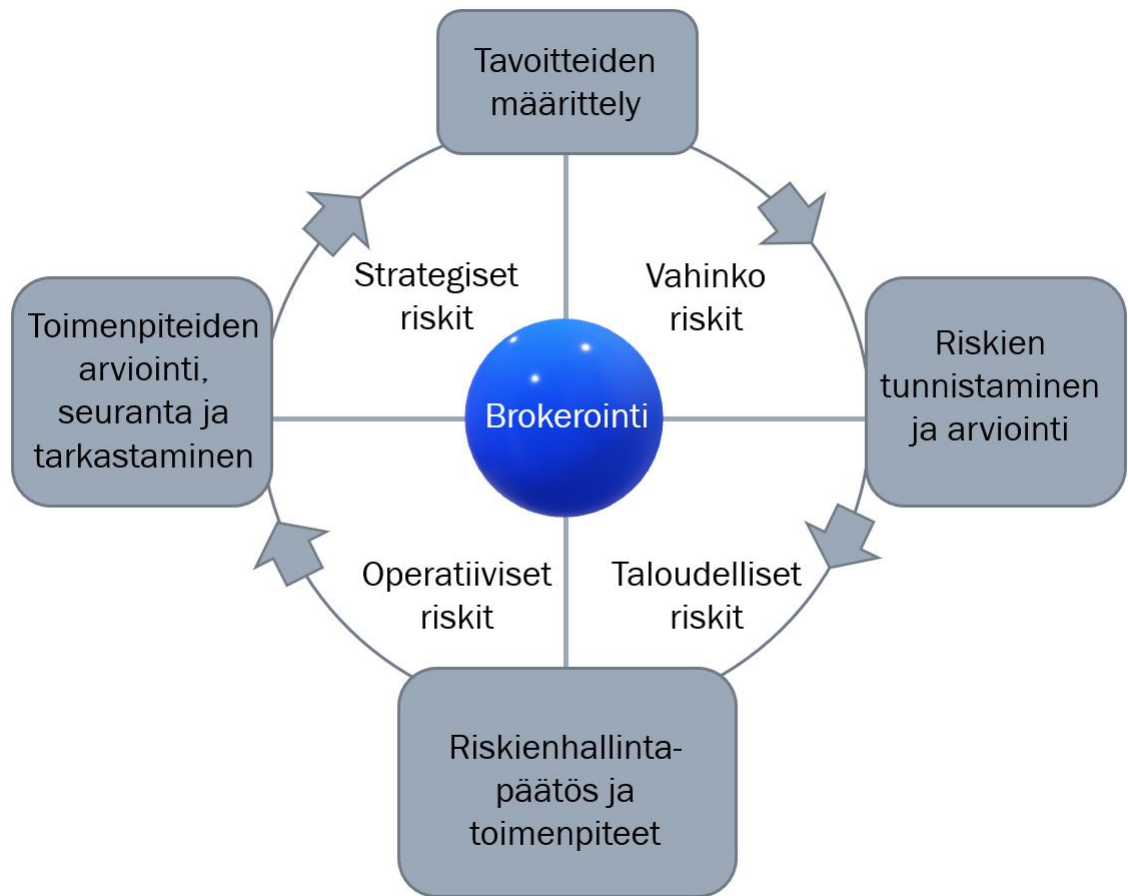 Tavoitteiden
määrittely
Strategiset
riskit
Vahinko
riskit
Toimenpiteiden
arviointi,
seuranta ja
tarkastaminen
Brokerointi
Riskien
tunnistaminen
ja arviointi
Operatiiviset
riskit
Taloudelliset
riskit
Riskienhallinta-
päätös ja
toimenpiteet